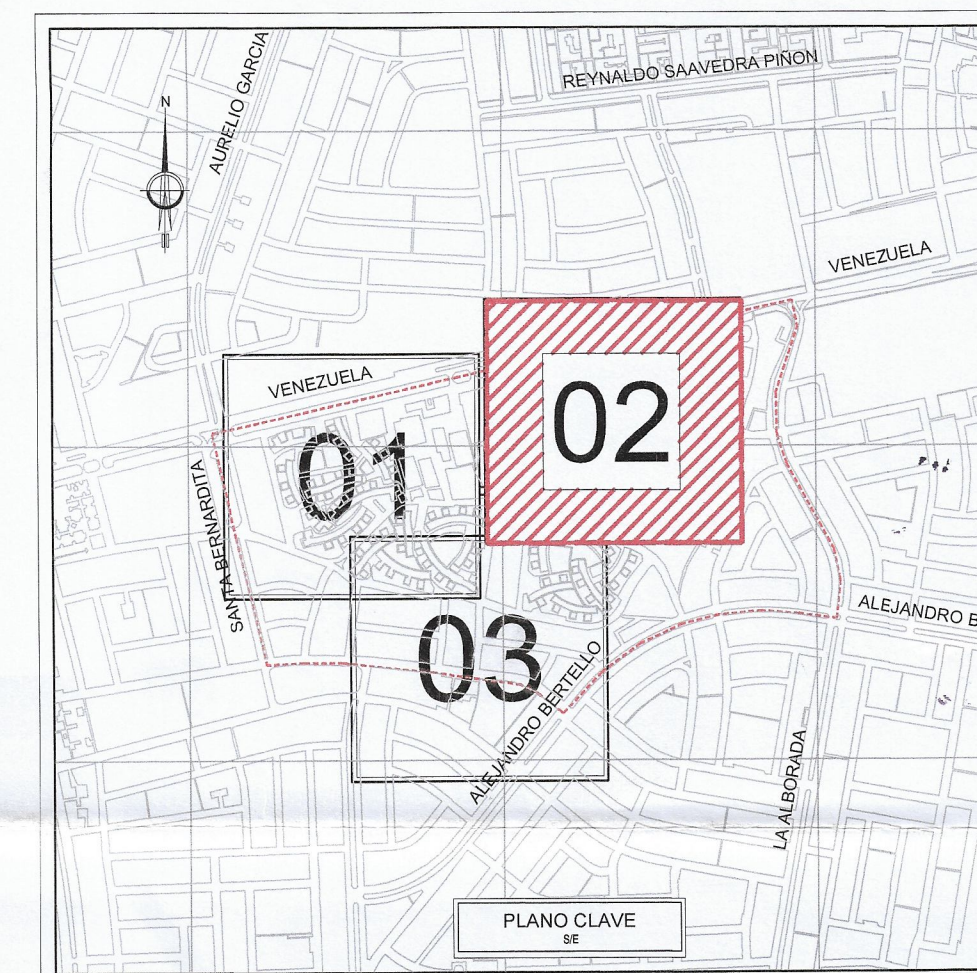 REYNALDO SAAVEDRA PIÑON
AURELIO GARCIA
N
VENEZUELA
VENEZUELA
02
01
SANTA BERNARDITA
ALEJANDRO B
03
ALEJANDRO BERTELLO
LA ALBORADA
PLANO CLAVE
S/E